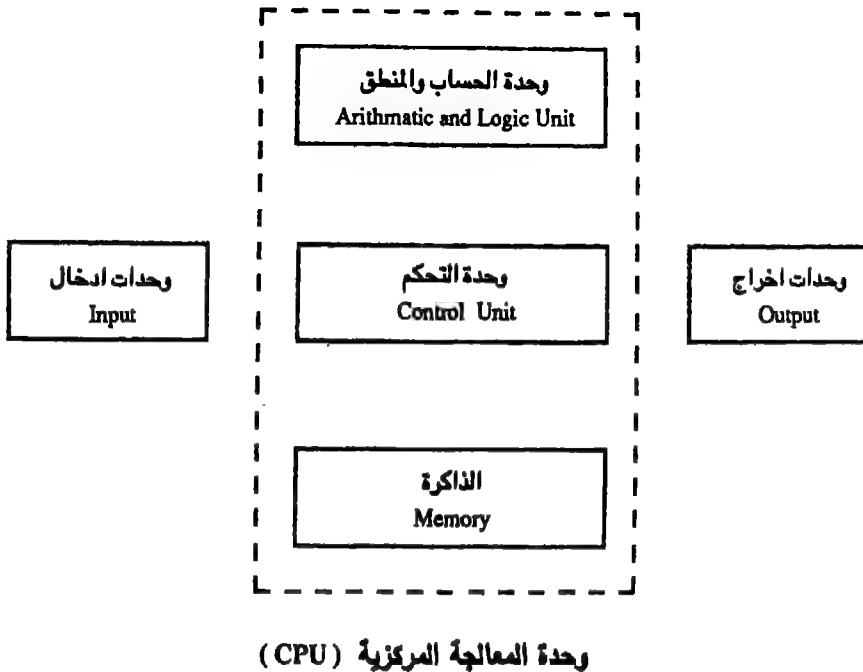 وحدة الحساب والمنطق
Arithmatic and Logic Unit
وحدات ادخال
Input
وحدة التحكم
Control Unit
وحدات اخراج
Output
الذاكرة
Memory
وحدة المعالجة المركزية (CPU)